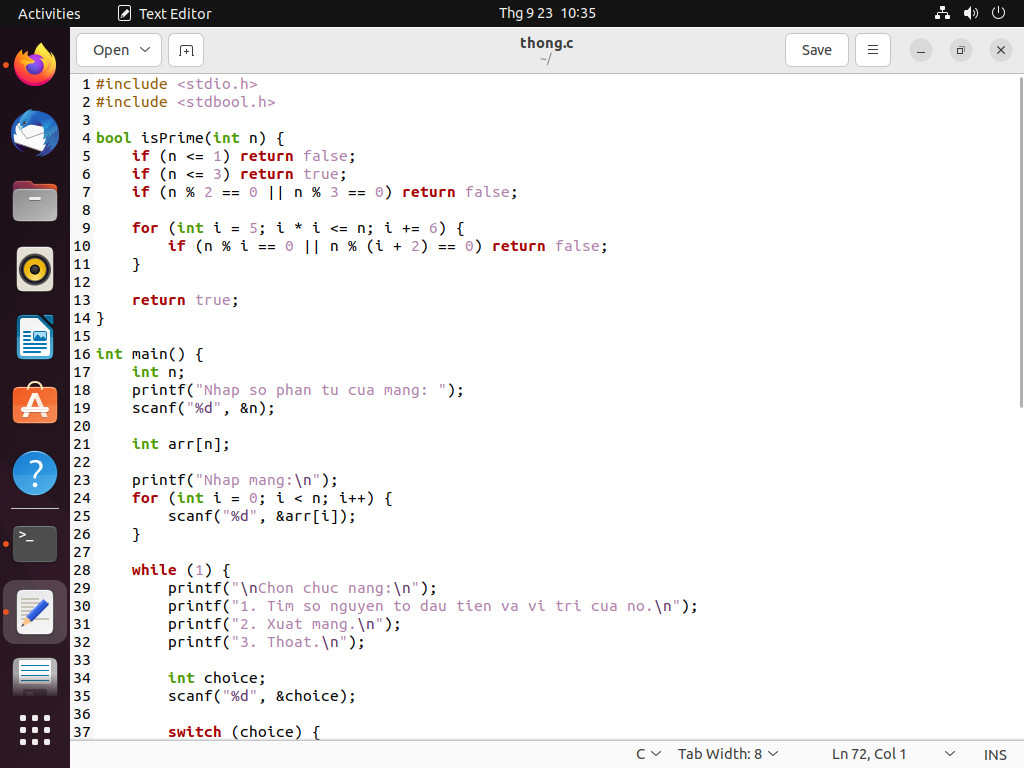 Activities Text Editor Thg 9 23 10:35
Open thong.c Save
~/
1 #include <stdio.h>
2 #include <stdbool.h>
3
4 bool isPrime(int n) {
5     if (n <= 1) return false;
6     if (n <= 3) return true;
7     if (n % 2 == 0 || n % 3 == 0) return false;
8
9     for (int i = 5; i * i <= n; i += 6) {
10         if (n % i == 0 || n % (i + 2) == 0) return false;
11     }
12
13     return true;
14 }
15
16 int main() {
17     int n;
18     printf("Nhap so phan tu cua mang: ");
19     scanf("%d", &n);
20
21     int arr[n];
22
23     printf("Nhap mang:\n");
24     for (int i = 0; i < n; i++) {
25         scanf("%d", &arr[i]);
26     }
27
28     while (1) {
29         printf("\nChon chuc nang:\n");
30         printf("1. Tim so nguyen to dau tien va vi tri cua no.\n");
31         printf("2. Xuat mang.\n");
32         printf("3. Thoat.\n");
33
34         int choice;
35         scanf("%d", &choice);
36
37         switch (choice) {
C Tab Width: 8 Ln 72, Col 1 INS